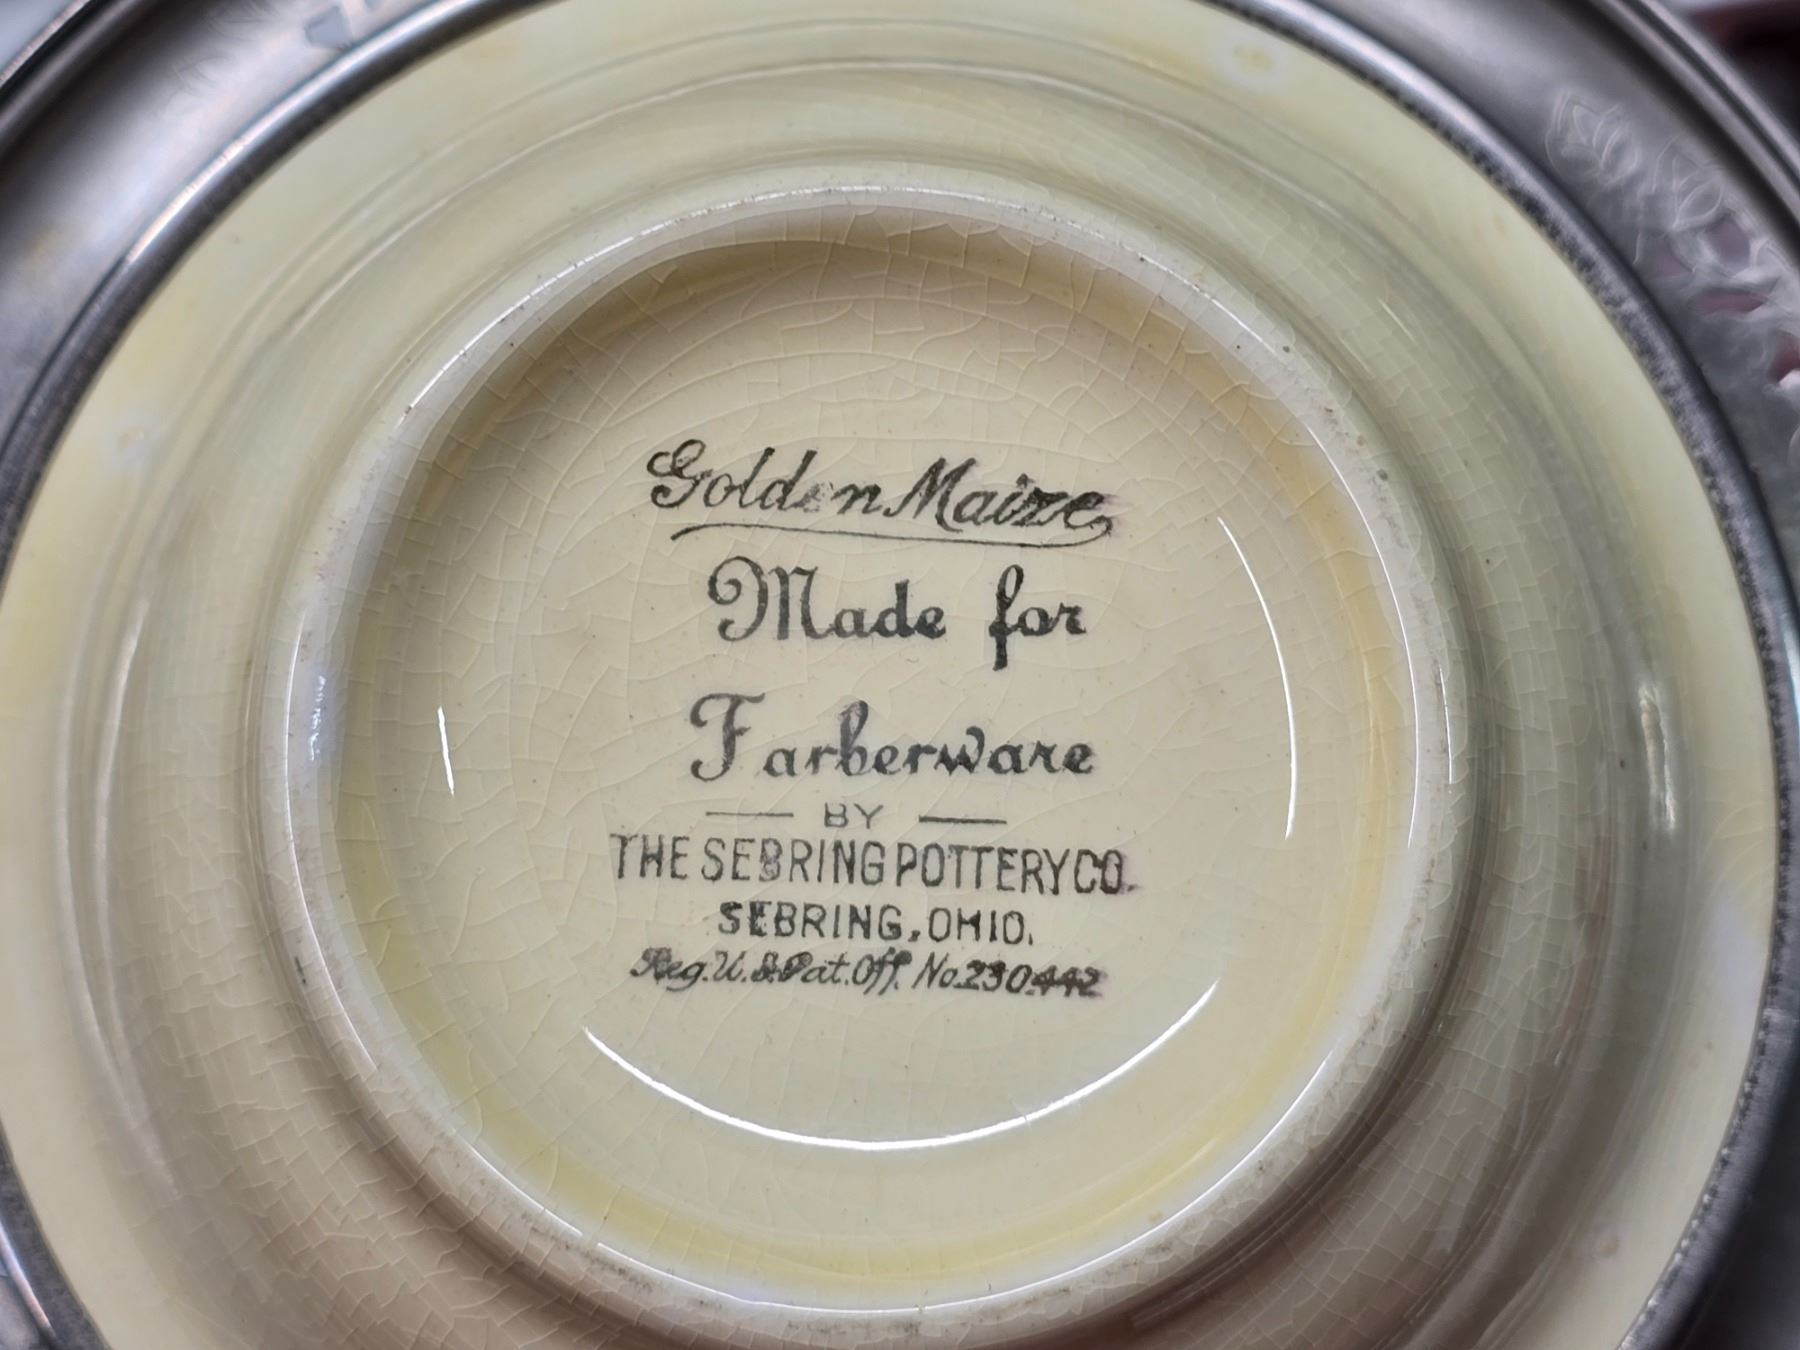 Golden Maize
Made for
Farberware
BY
THE SEBRING POTTERY CO.
SEBRING, OHIO.
Reg. U.S. Pat. Off. No. 230442